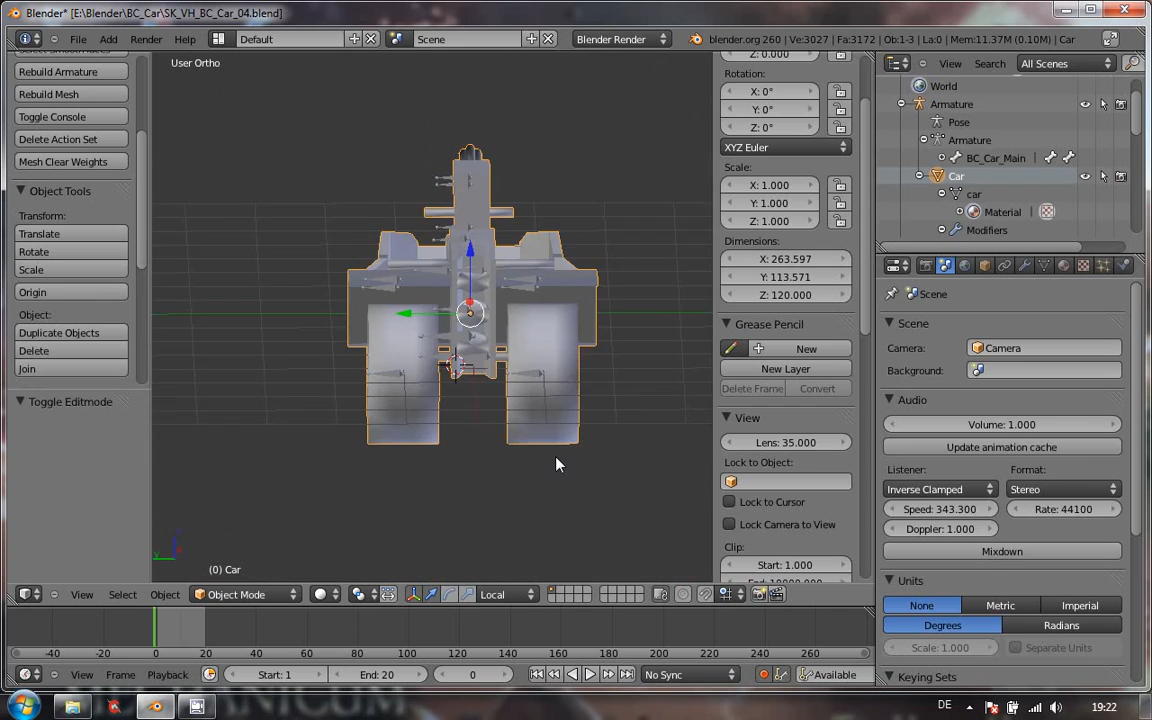 Blender* [E:\Blender\BC_Car\SK_VH_BC_Car_04.blend]
File Add Render Help Default Scene Blender Render blender.org 260 | Ve:3027 | Fa:3172 | Ob:1-3 | La:0 | Mem:11.37M (0.10M) | Car
Rebuild Armature
Rebuild Mesh
Toggle Console
Delete Action Set
Mesh Clear Weights
Object Tools
Transform:
Translate
Rotate
Scale
Origin
Object:
Duplicate Objects
Delete
Join
Toggle Editmode
User Ortho
(0) Car
View Select Object Object Mode Local
Z: 0.000
Rotation:
X: 0°
Y: 0°
Z: 0°
XYZ Euler
Scale:
X: 1.000
Y: 1.000
Z: 1.000
Dimensions:
X: 263.597
Y: 113.571
Z: 120.000
Grease Pencil
New
New Layer
Delete Frame Convert
View
Lens: 35.000
Lock to Object:
Lock to Cursor
Lock Camera to View
Clip:
Start: 1.000
View Search All Scenes
World
Armature
Pose
Armature
BC_Car_Main
Car
car
Material
Modifiers
Scene
Scene
Camera: Camera
Background:
Audio
Volume: 1.000
Update animation cache
Listener: Format:
Inverse Clamped Stereo
Speed: 343.300 Rate: 44100
Doppler: 1.000
Mixdown
Units
None Metric Imperial
Degrees Radians
Scale: 1.000 Separate Units
Keying Sets
-40 -20 0 20 40 60 80 100 120 140 160 180 200 220 240 260
View Frame Playback Start: 1 End: 20 0 No Sync Available
DE 19:22